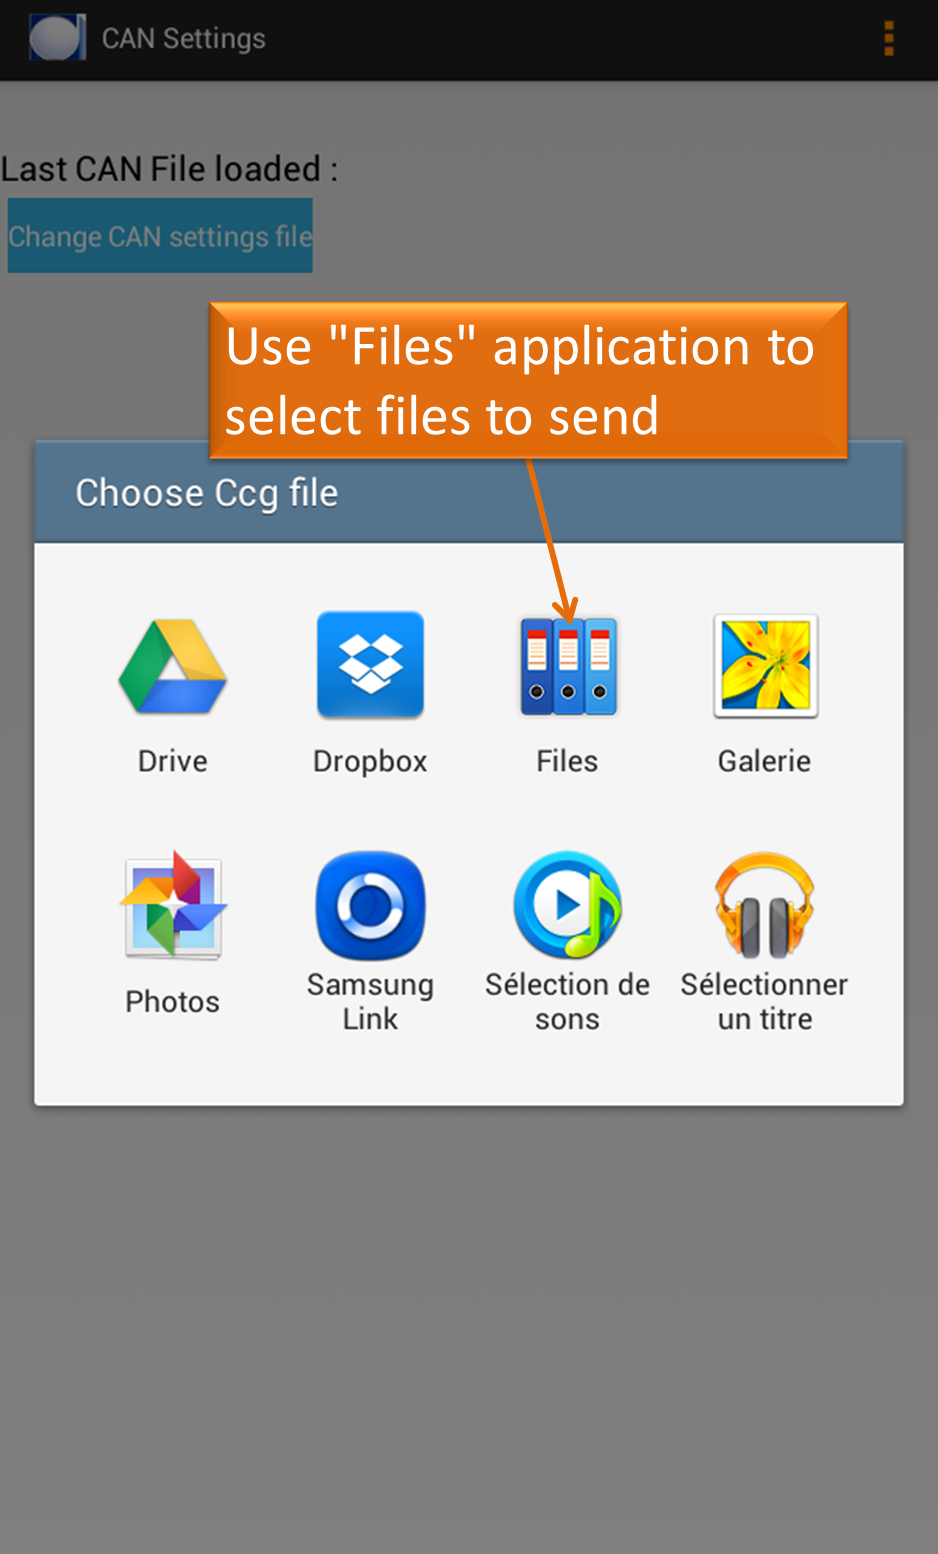 CAN Settings
Last CAN File loaded :
Change CAN settings file
Use "Files" application to
select files to send
Choose Ccg file
Drive
Dropbox
Files
Galerie
Photos
Samsung
Link
Sélection de
sons
Sélectionner
un titre